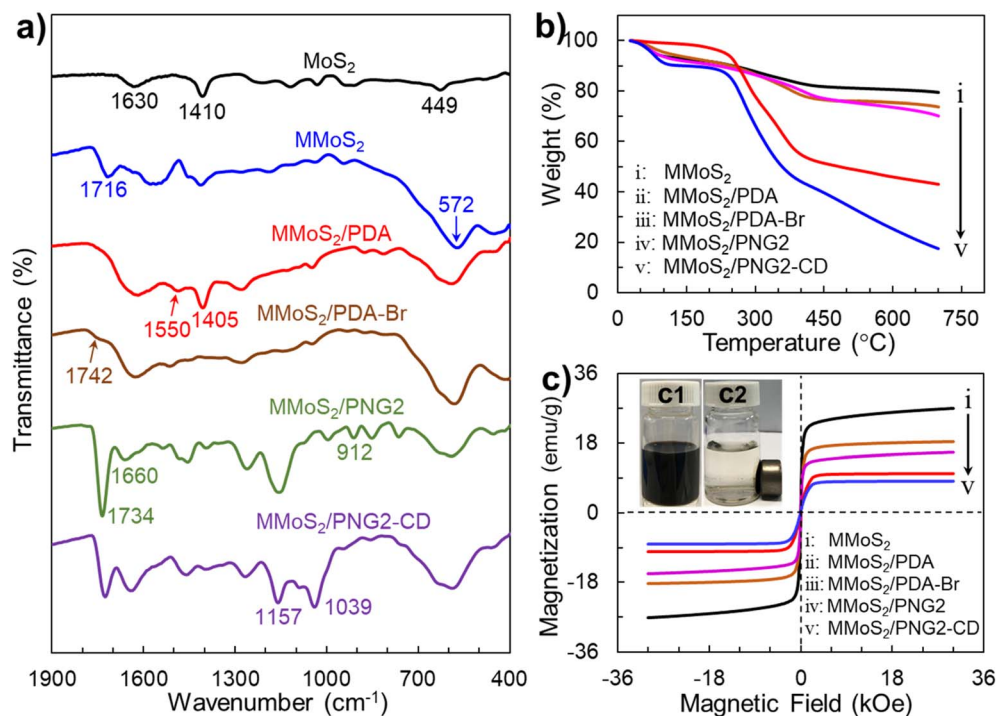 a)
MoS₂
1630
1410
449
MMoS₂
1716
572
MMoS₂/PDA
1550
1405
MMoS₂/PDA-Br
1742
MMoS₂/PNG2
1660
912
1734
MMoS₂/PNG2-CD
1157
1039
Transmittance (%)
1900 1600 1300 1000 700 400
Wavenumber (cm⁻¹)
b)
100
80
60
40
20
0
Weight (%)
i
v
i: MMoS₂
ii: MMoS₂/PDA
iii: MMoS₂/PDA-Br
iv: MMoS₂/PNG2
v: MMoS₂/PNG2-CD
0 150 300 450 600 750
Temperature (°C)
c)
36
18
0
-18
-36
Magnetization (emu/g)
c1
c2
i
v
i: MMoS₂
ii: MMoS₂/PDA
iii: MMoS₂/PDA-Br
iv: MMoS₂/PNG2
v: MMoS₂/PNG2-CD
-36 -18 0 18 36
Magnetic Field (kOe)